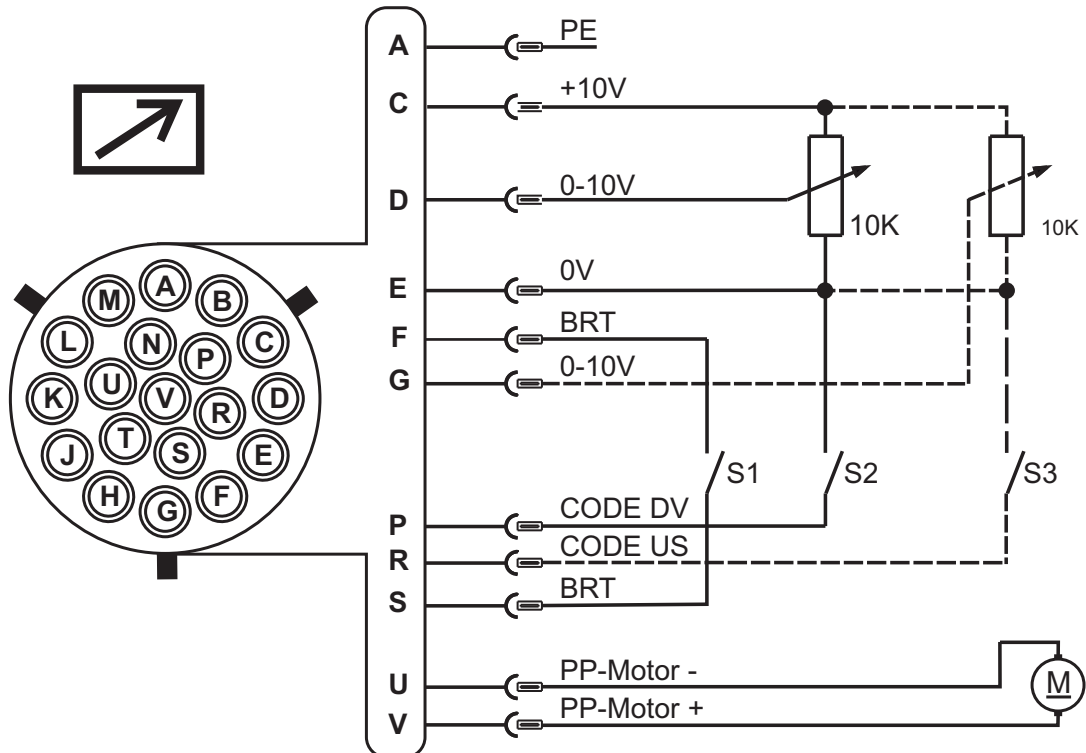 A PE
C +10V
D 0-10V 10K 10K
E 0V
F BRT
G 0-10V
S1 S2 S3
P CODE DV
R CODE US
S BRT
U PP-Motor - M
V PP-Motor +
A
M B
L N P C
K U V R D
J T S E
H G F